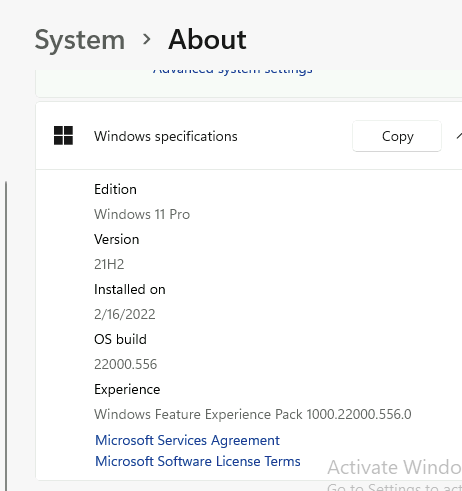 System > About
Advanced system settings
Windows specifications
Copy
Edition
Windows 11 Pro
Version
21H2
Installed on
2/16/2022
OS build
22000.556
Experience
Windows Feature Experience Pack 1000.22000.556.0
Microsoft Services Agreement
Microsoft Software License Terms
Activate Windo
Go to Settings to act